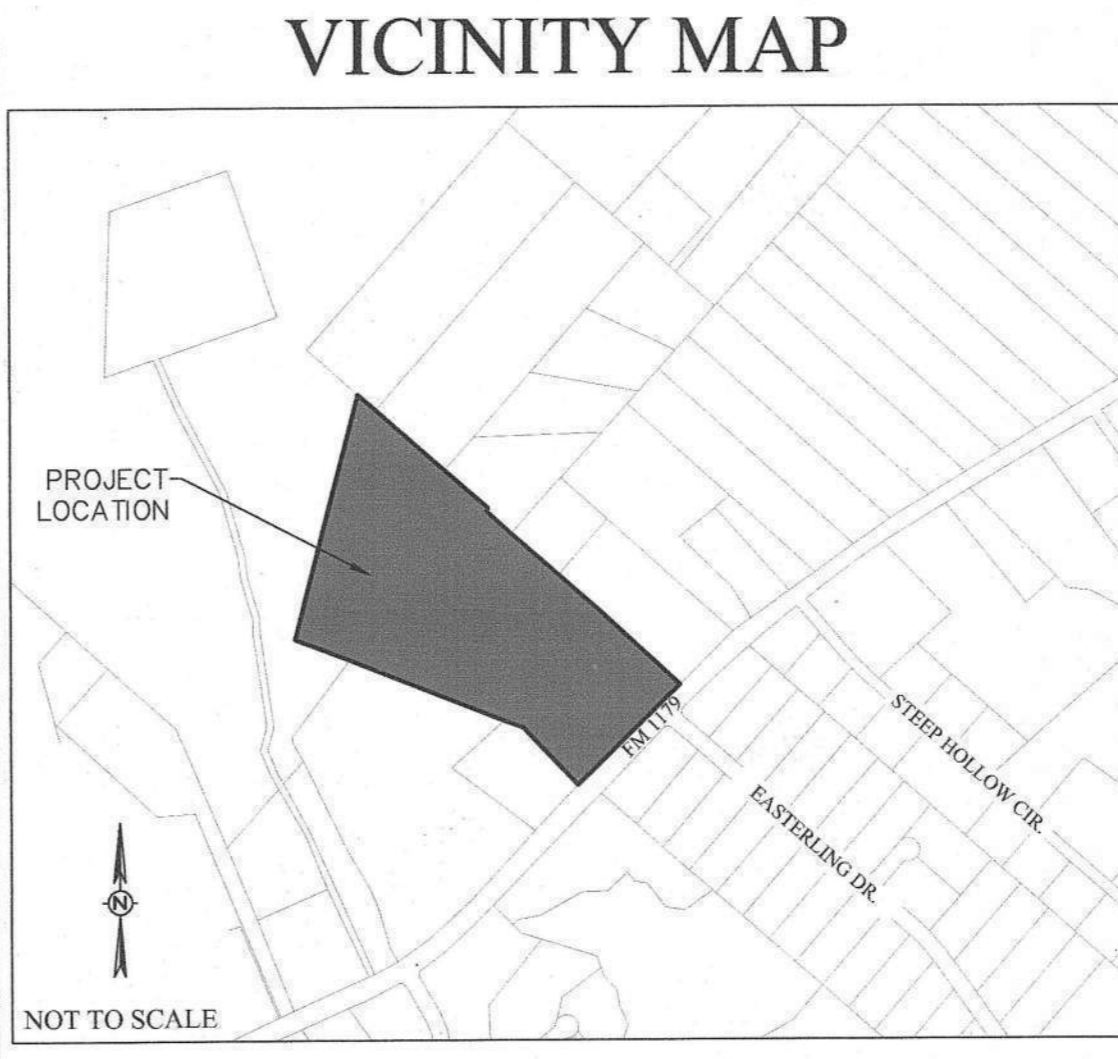 VICINITY MAP
PROJECT
LOCATION
FM 1179
STEEP HOLLOW CIR.
EASTERLING DR.
N
NOT TO SCALE